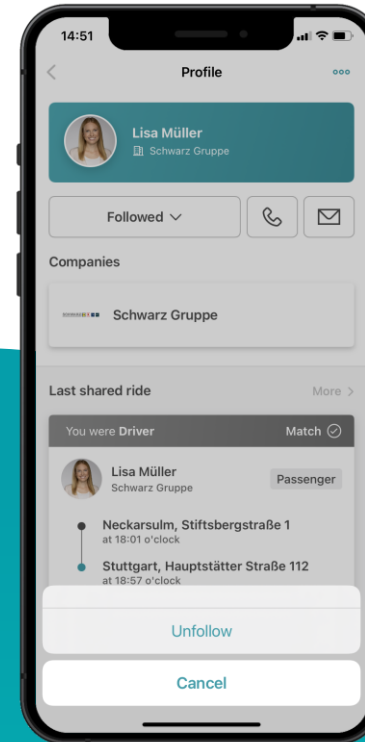 14:51
Profile
Lisa Müller
Schwarz Gruppe
Followed
Companies
Schwarz Gruppe
Last shared ride
More >
You were Driver
Match
Lisa Müller
Schwarz Gruppe
Passenger
Neckarsulm, Stiftsbergstraße 1
at 18:01 o'clock
Stuttgart, Hauptstätter Straße 112
at 18:57 o'clock
Unfollow
Cancel